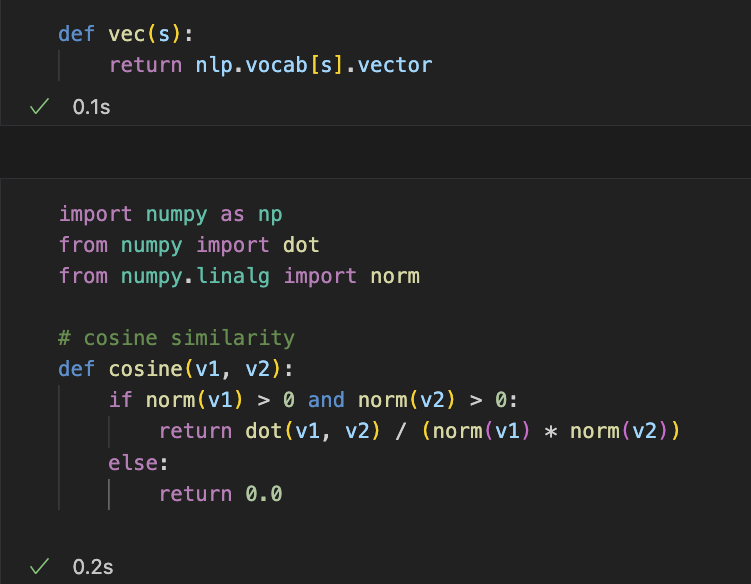 def vec(s):
    return nlp.vocab[s].vector
✓ 0.1s
import numpy as np
from numpy import dot
from numpy.linalg import norm
# cosine similarity
def cosine(v1, v2):
    if norm(v1) > 0 and norm(v2) > 0:
        return dot(v1, v2) / (norm(v1) * norm(v2))
    else:
        return 0.0
✓ 0.2s